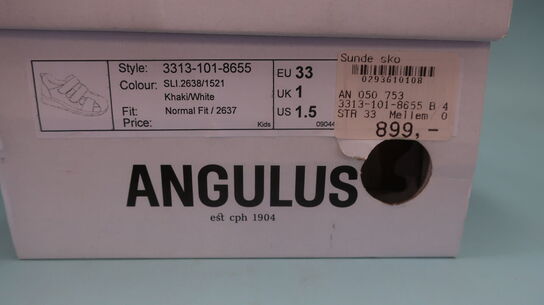 Style: 3313-101-8655
Colour: SLI.2638/1521
Khaki/White
Fit: Normal Fit / 2637
Price:
Kids
EU 33
UK 1
US 1.5
Sunde sko
0293610108
AN 050 753
3313-101-8655 B 4
STR 33 Mellem / 0
899,-
ANGULUS
est cph 1904